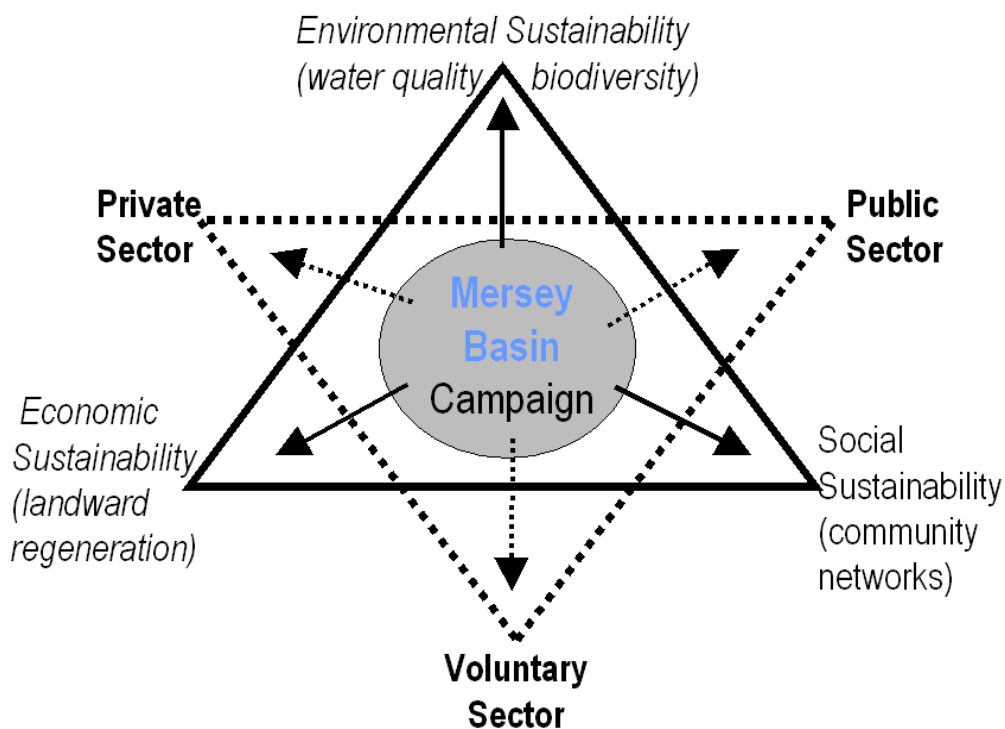 Environmental Sustainability
(water quality biodiversity)
Private
Sector
Public
Sector
Mersey
Basin
Campaign
Economic
Sustainability
(landward
regeneration)
Social
Sustainability
(community
networks)
Voluntary
Sector